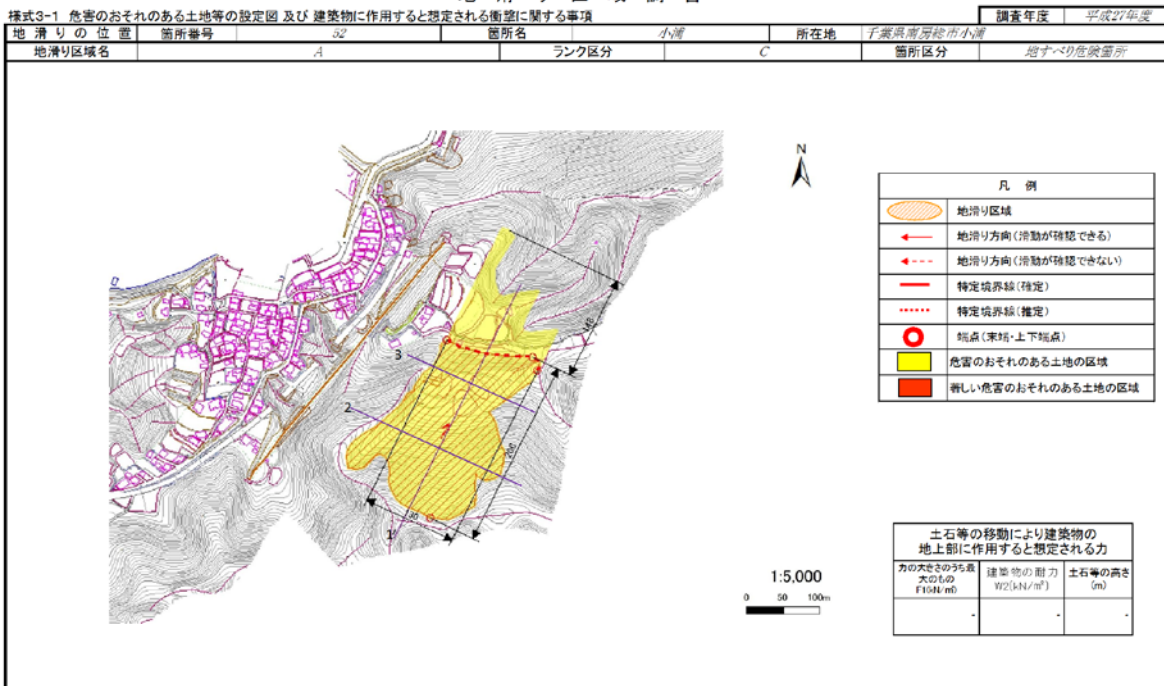 様式3-1 危害のおそれのある土地等の設定図 及び 建築物に作用すると想定される衝撃に関する事項
調査年度 平成27年度
地滑りの位置 箇所番号 52 箇所名 小浦 所在地 千葉県南房総市小浦
地滑り区域名 A ランク区分 C 箇所区分 地すべり危険箇所
N
凡 例
地滑り区域
地滑り方向(滑動が確認できる)
地滑り方向(滑動が確認できない)
特定境界線(確定)
特定境界線(推定)
端点(末端・上下端点)
危害のおそれのある土地の区域
著しい危害のおそれのある土地の区域
3
2
200
1
土石等の移動により建築物の
地上部に作用すると想定される力
力の大きさのうち最大のもの F1(kN/㎡) 建築物の耐力 W2(kN/㎡) 土石等の高さ (m)
- - -
1:5,000
0 50 100m